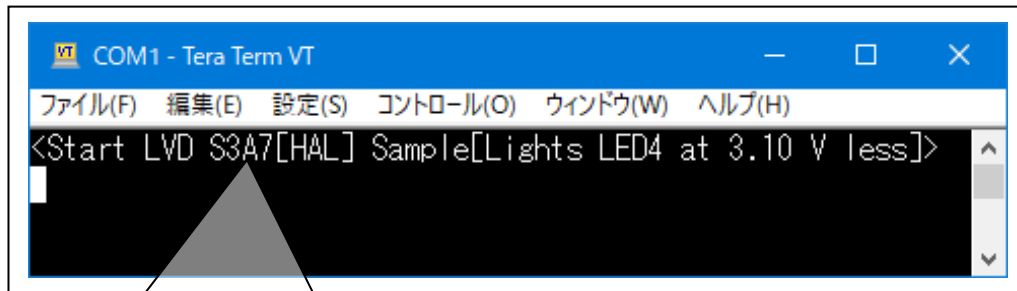 COM1 - Tera Term VT
ファイル(F) 編集(E) 設定(S) コントロール(O) ウィンドウ(W) ヘルプ(H)
<Start LVD S3A7[HAL] Sample[Lights LED4 at 3.10 V less]>